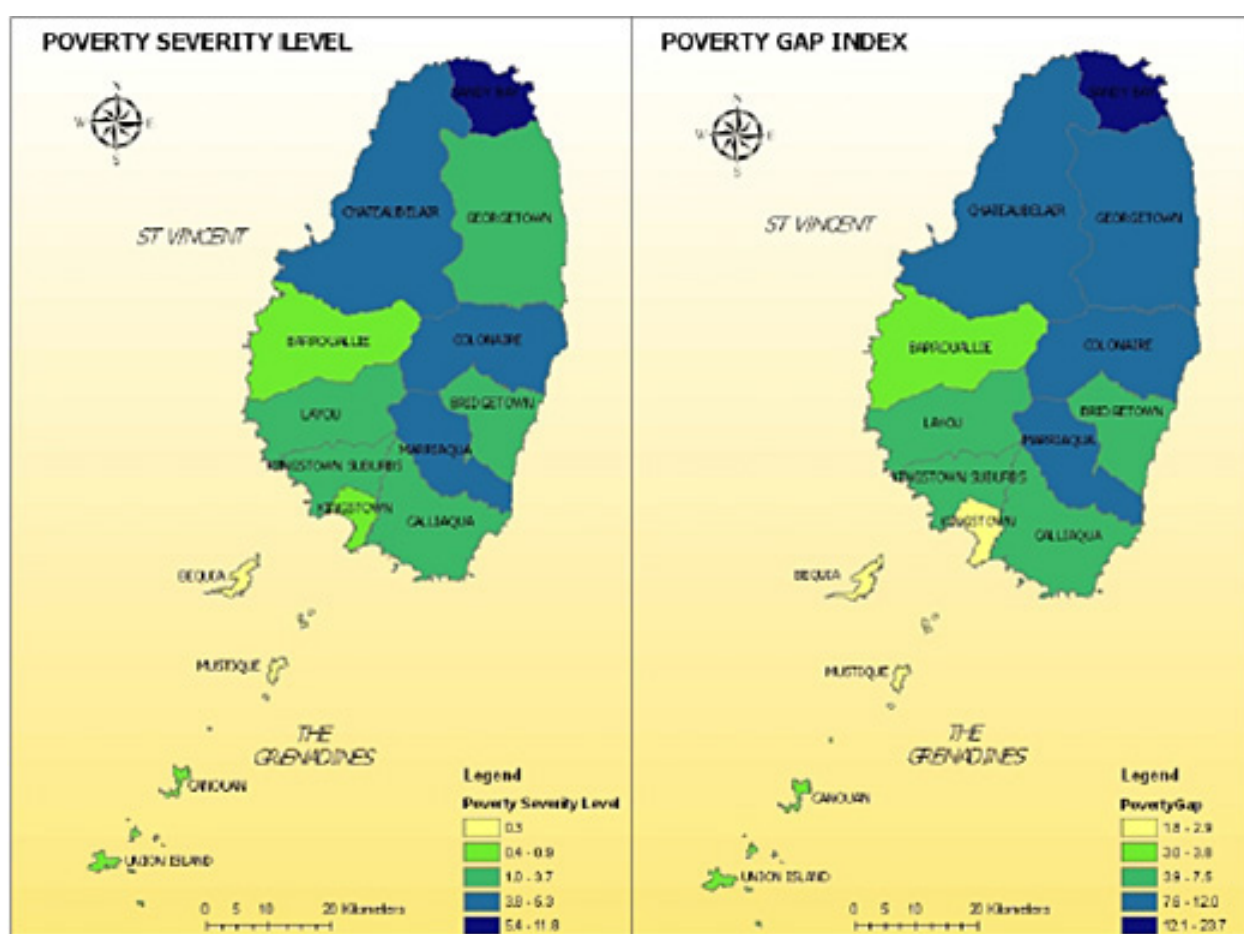 POVERTY SEVERITY LEVEL
N
W E
S
SANDY BAY
CHATEAUBELAIR
GEORGETOWN
ST VINCENT
BARROUALLIE
COLONAIRE
LAYOU
BRIDGETOWN
MARRIAQUA
KINGSTOWN SUBURBS
KINGSTOWN
CALLIAQUA
BEQUIA
MUSTIQUE
THE
GRENADINES
CANOUAN
UNION ISLAND
Legend
Poverty Severity Level
0.3
0.4 - 0.9
1.0 - 3.7
3.8 - 5.3
5.4 - 11.8
0 5 10 20 Kilometers
POVERTY GAP INDEX
N
W E
S
SANDY BAY
CHATEAUBELAIR
GEORGETOWN
ST VINCENT
BARROUALLIE
COLONAIRE
LAYOU
BRIDGETOWN
MARRIAQUA
KINGSTOWN SUBURBS
KINGSTOWN
CALLIAQUA
BEQUIA
MUSTIQUE
THE
GRENADINES
CANOUAN
UNION ISLAND
Legend
PovertyGap
1.8 - 2.9
3.0 - 3.8
3.9 - 7.5
7.6 - 12.0
12.1 - 23.7
0 5 10 20 Kilometers